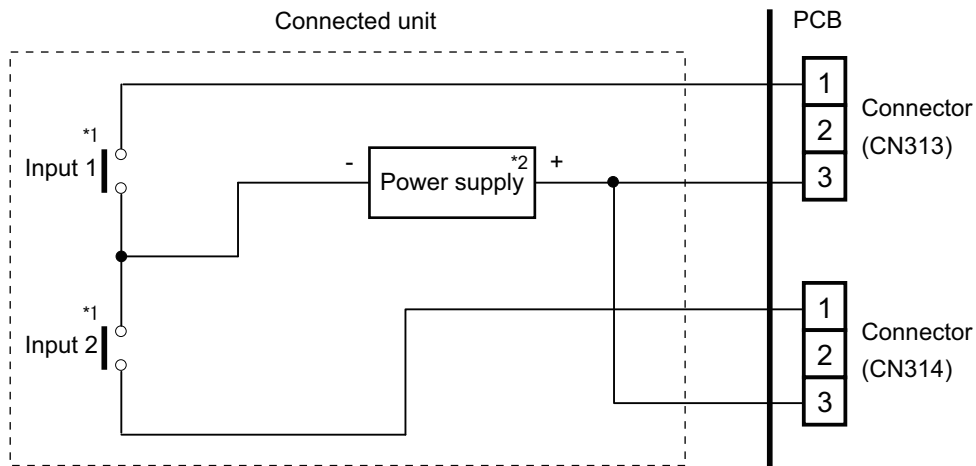 Connected unit
PCB
1
2
3
Connector
(CN313)
*1
Input 1
-
*2
+
Power supply
*1
Input 2
1
2
3
Connector
(CN314)